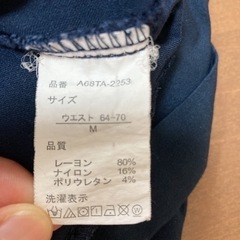 品番 A68TA-2253
サイズ
ウエスト 64-70
M
品質
レーヨン 80%
ナイロン 16%
ポリウレタン 4%
洗濯表示